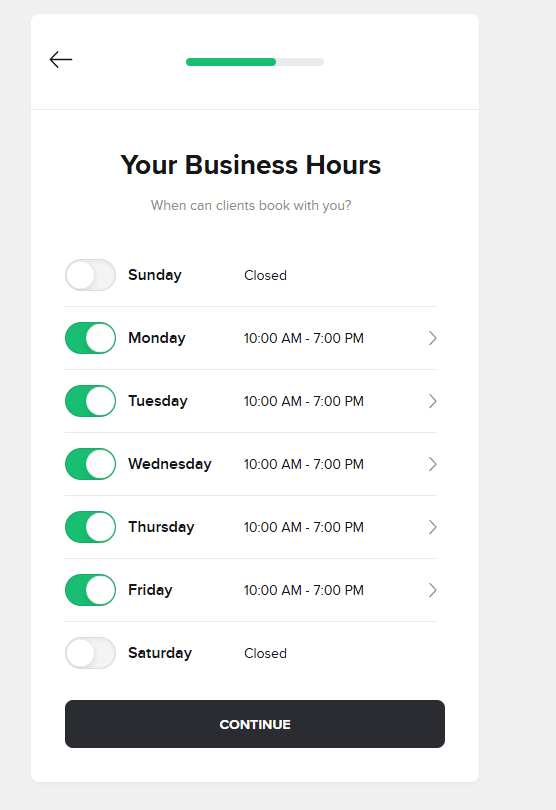 Your Business Hours
When can clients book with you?
Sunday Closed
Monday 10:00 AM - 7:00 PM
Tuesday 10:00 AM - 7:00 PM
Wednesday 10:00 AM - 7:00 PM
Thursday 10:00 AM - 7:00 PM
Friday 10:00 AM - 7:00 PM
Saturday Closed
CONTINUE